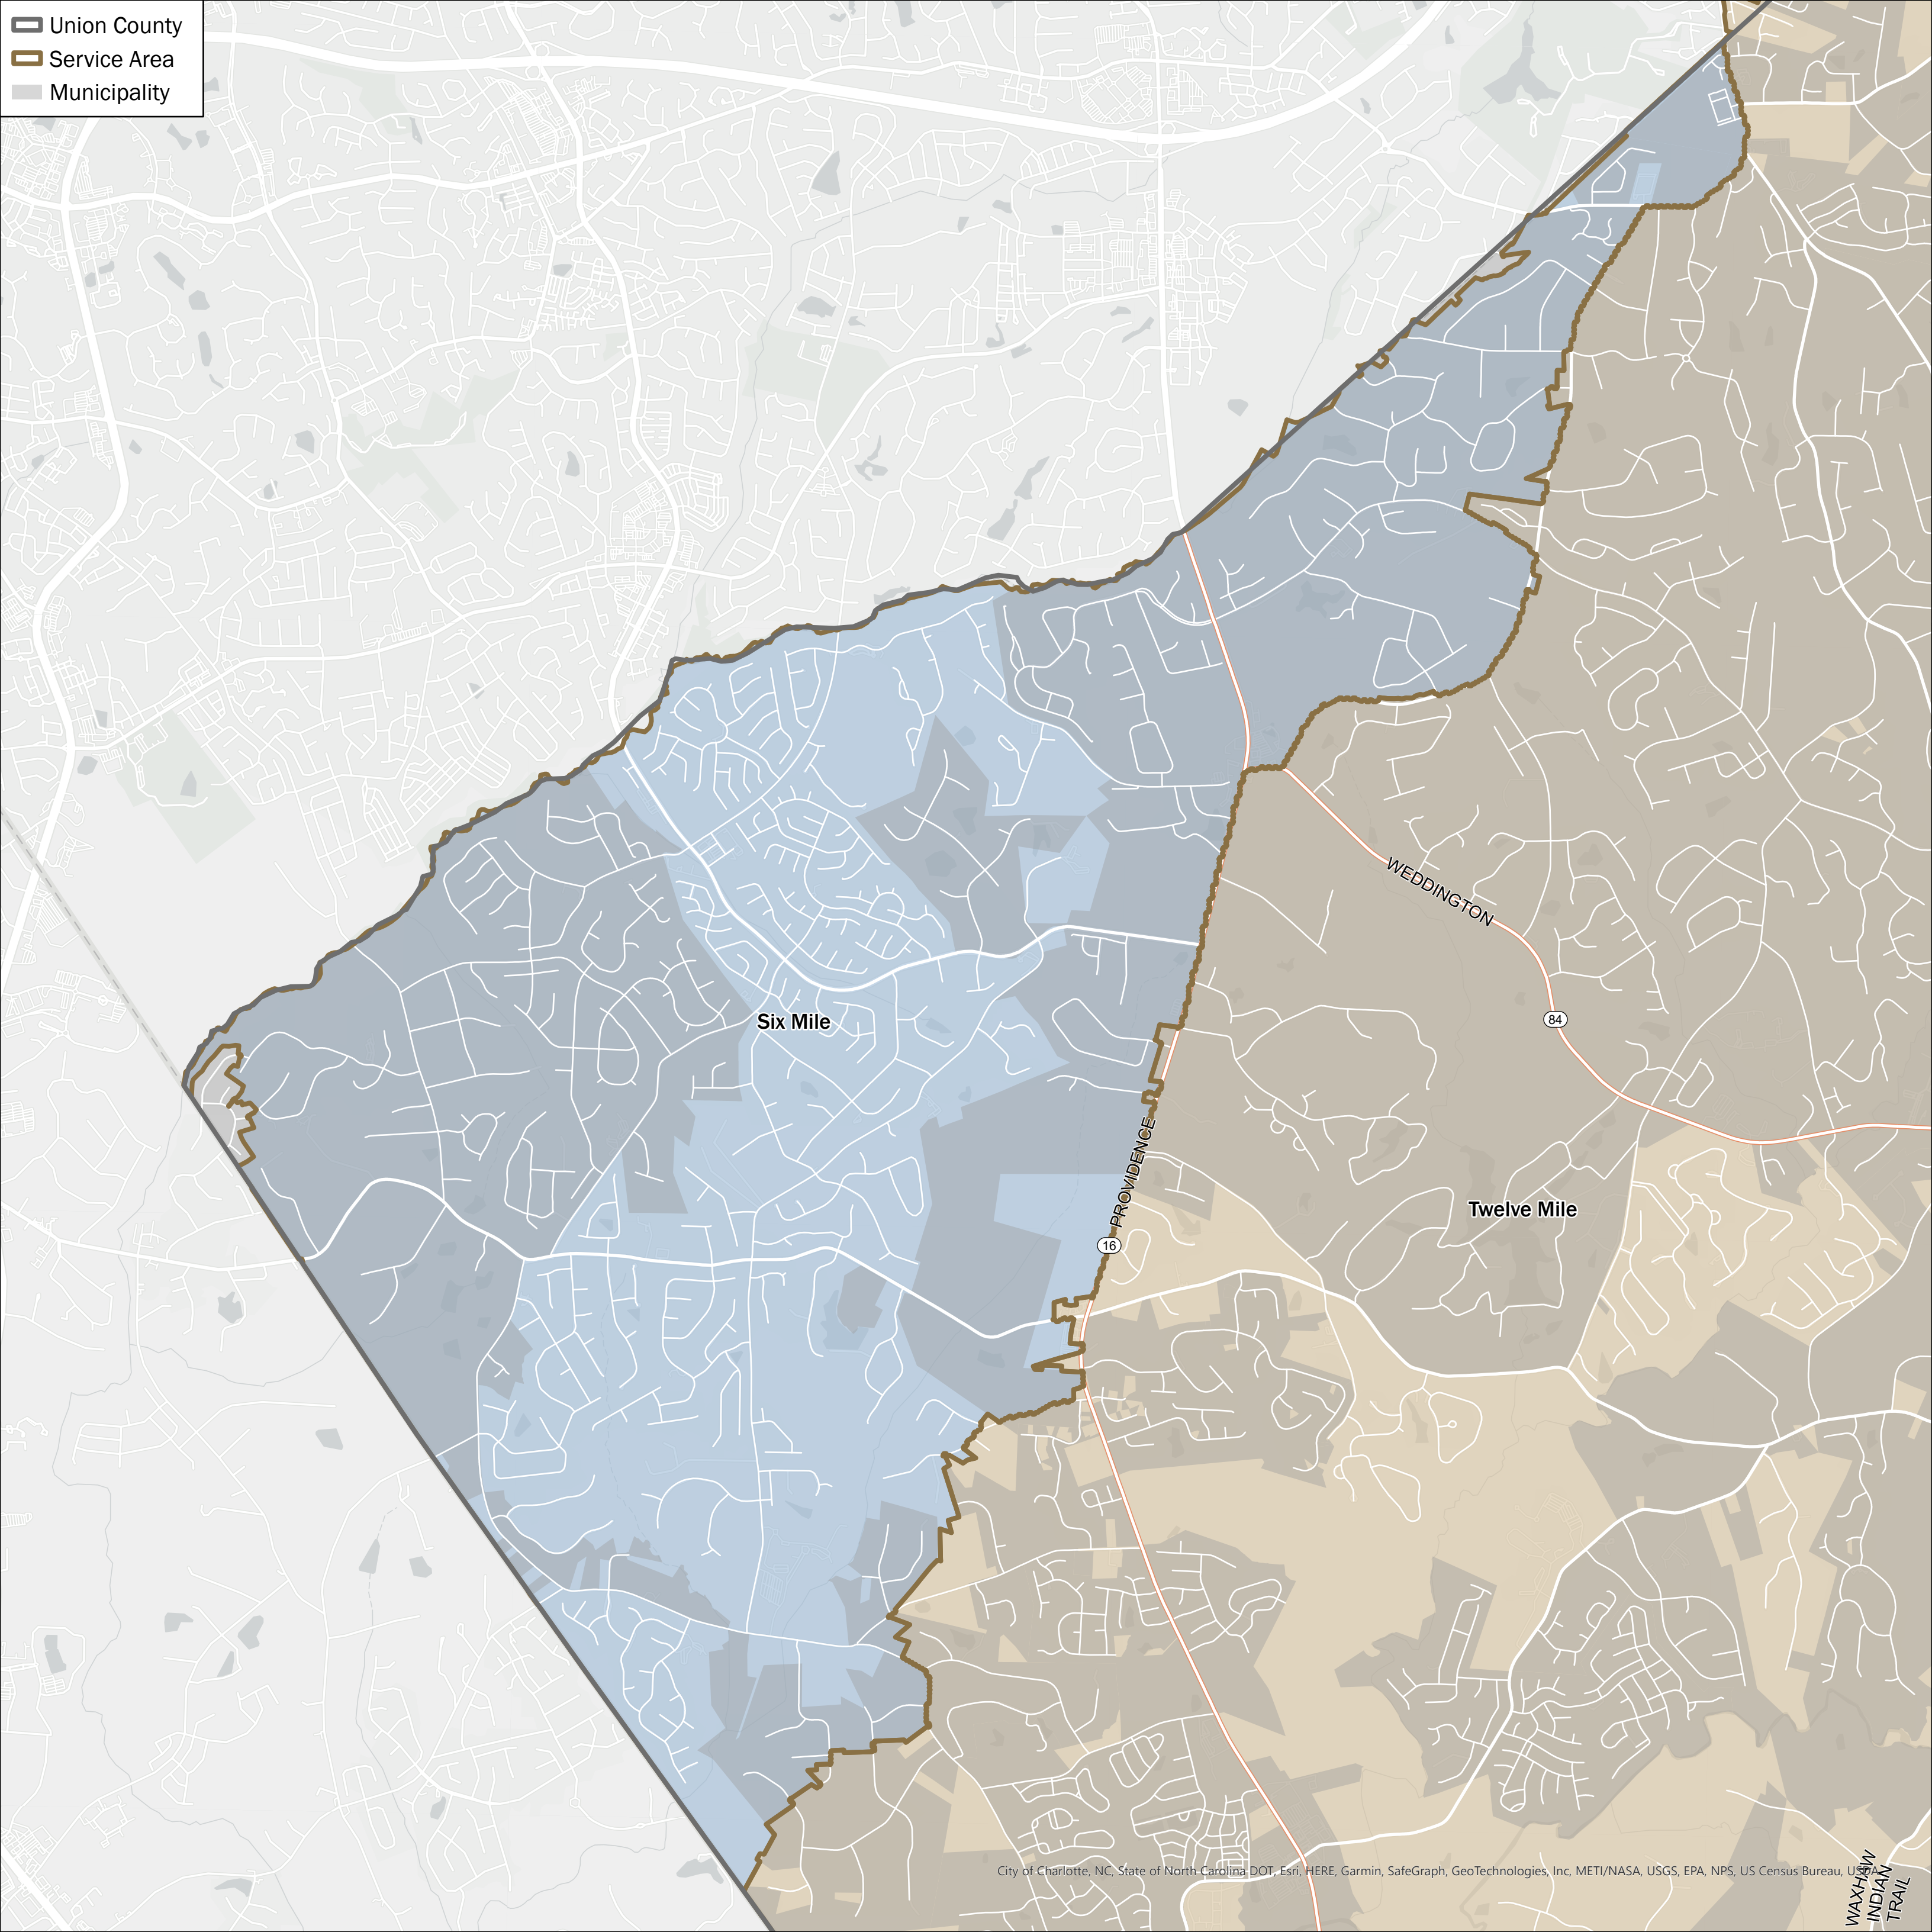 Union County
Service Area
Municipality
WEDDINGTON
Six Mile
84
PROVIDENCE
Twelve Mile
16
City of Charlotte, NC, State of North Carolina DOT, Esri, HERE, Garmin, SafeGraph, GeoTechnologies, Inc, METI/NASA, USGS, EPA, NPS, US Census Bureau, USDA
WAXHAW
INDIAN
TRAIL